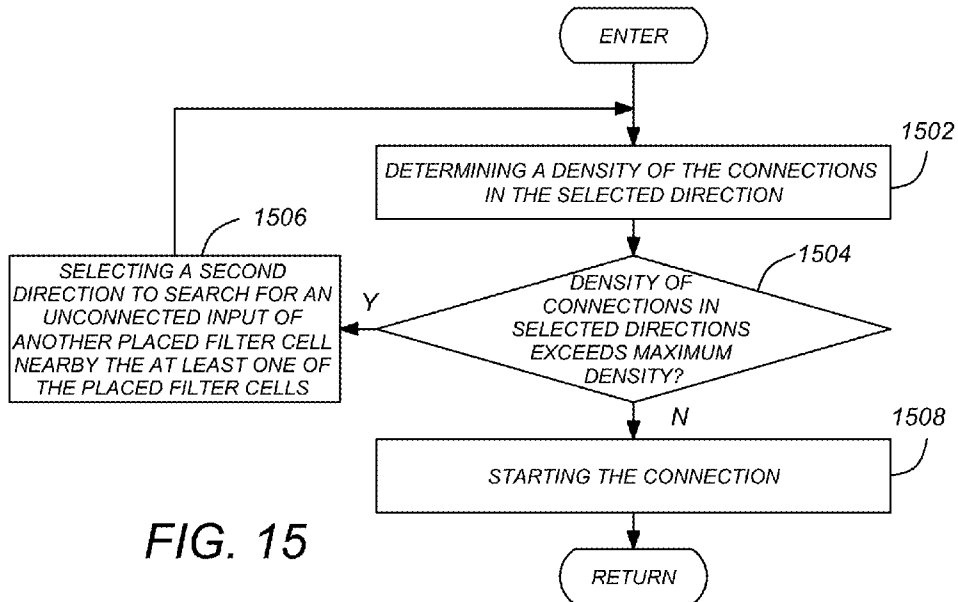 ENTER
1502
DETERMINING A DENSITY OF THE CONNECTIONS
IN THE SELECTED DIRECTION
1506
SELECTING A SECOND
DIRECTION TO SEARCH FOR AN
UNCONNECTED INPUT OF
ANOTHER PLACED FILTER CELL
NEARBY THE AT LEAST ONE OF
THE PLACED FILTER CELLS
Y
1504
DENSITY OF
CONNECTIONS IN
SELECTED DIRECTIONS
EXCEEDS MAXIMUM
DENSITY?
N
1508
STARTING THE CONNECTION
FIG. 15
RETURN